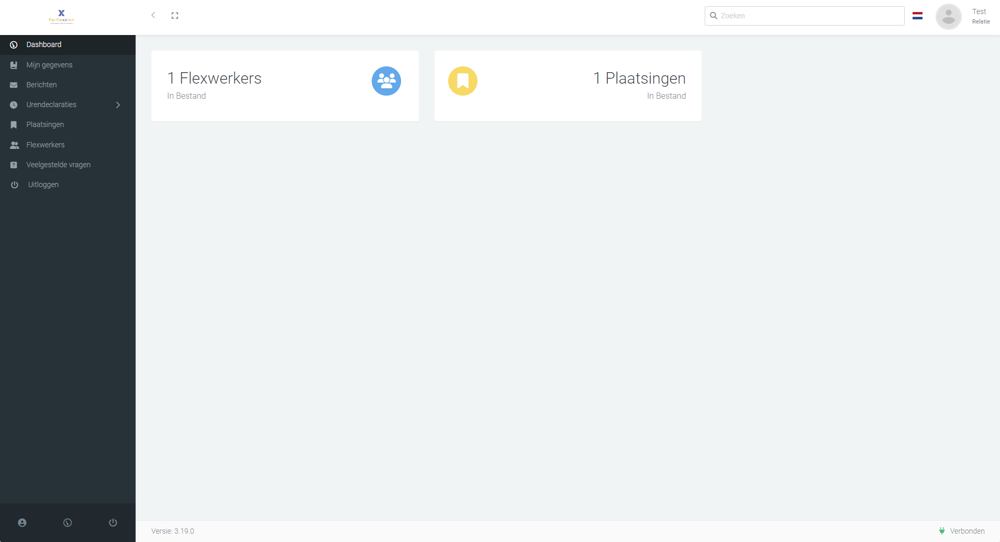 Perflexxion
Zoeken
Test
Relatie
Dashboard
Mijn gegevens
Berichten
Urendeclaraties
Plaatsingen
Flexwerkers
Veelgestelde vragen
Uitloggen
1 Flexwerkers
In Bestand
1 Plaatsingen
In Bestand
Versie: 3.19.0
Verbonden